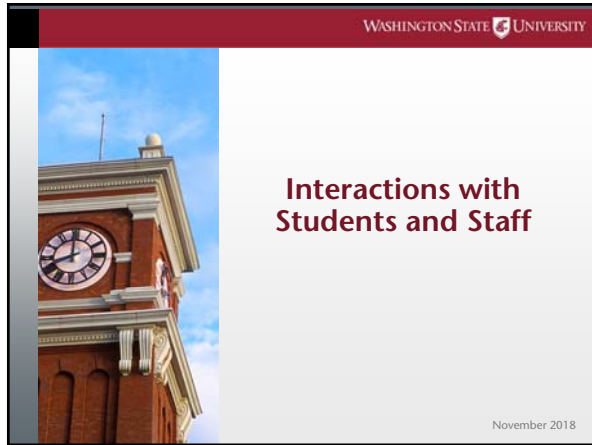 WASHINGTON STATE UNIVERSITY
Interactions with
Students and Staff
November 2018